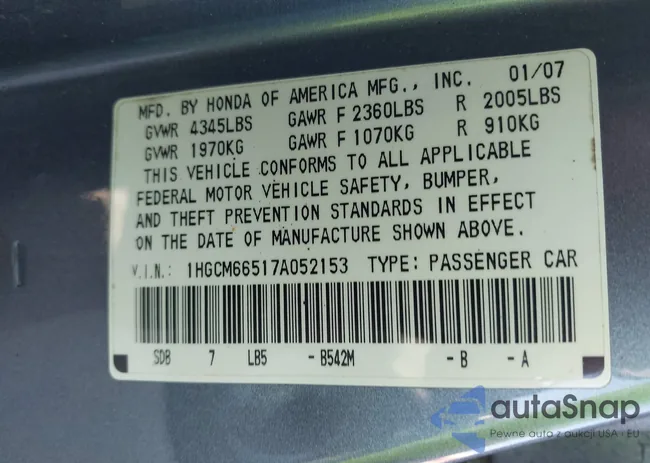 MFD. BY HONDA OF AMERICA MFG., INC. 01/07
GVWR 4345LBS GAWR F 2360LBS R 2005LBS
GVWR 1970KG GAWR F 1070KG R 910KG
THIS VEHICLE CONFORMS TO ALL APPLICABLE
FEDERAL MOTOR VEHICLE SAFETY, BUMPER,
AND THEFT PREVENTION STANDARDS IN EFFECT
ON THE DATE OF MANUFACTURE SHOWN ABOVE.
V.I.N.: 1HGCM66517A052153 TYPE: PASSENGER CAR
SDB 7 LB5 -B542M -B -A
autaSnap
Pewne auta z aukcji USA i EU